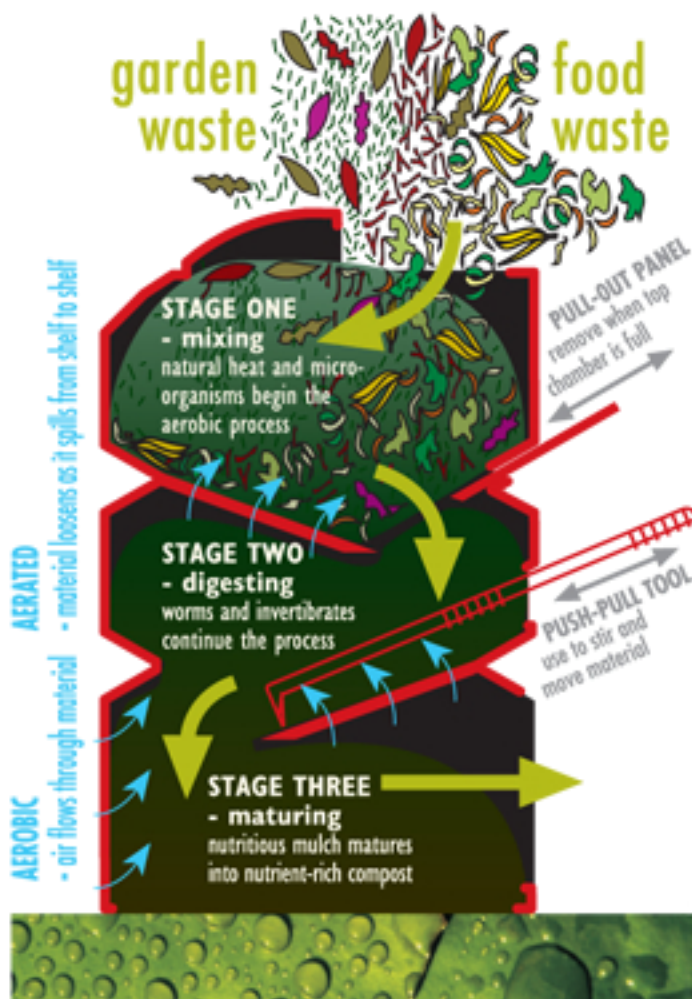 garden
waste
food
waste
STAGE ONE
- mixing
natural heat and micro-
organisms begin the
aerobic process
PULL-OUT PANEL
remove when top
chamber is full
STAGE TWO
- digesting
worms and invertibrates
continue the process
PUSH-PULL TOOL
use to stir and
move material
STAGE THREE
- maturing
nutritious mulch matures
into nutrient-rich compost
AERATED
• material loosens as it spills from shelf to shelf
AEROBIC
• air flows through material